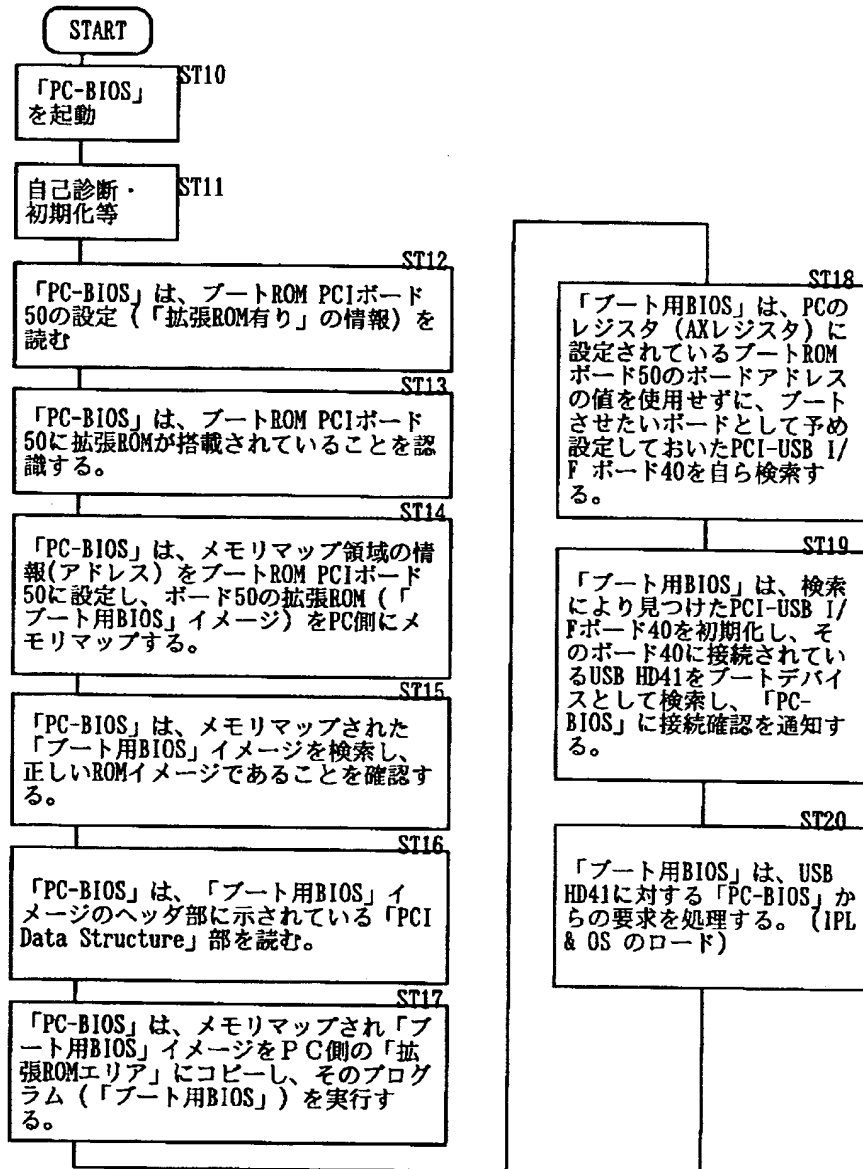 START
ST10
「PC-BIOS」
を起動
ST11
自己診断・
初期化等
ST12
「PC-BIOS」は、ブートROM PCIボード
50の設定（「拡張ROM有り」の情報）を
読む
ST13
「PC-BIOS」は、ブートROM PCIボード
50に拡張ROMが搭載されていることを認
識する。
ST14
「PC-BIOS」は、メモリマップ領域の情
報(アドレス）をブートROM PCIボード
50に設定し、ボード50の拡張ROM（「
ブート用BIOS」イメージ）をPC側にメ
モリマップする。
ST15
「PC-BIOS」は、メモリマップされた
「ブート用BIOS」イメージを検索し、
正しいROMイメージであることを確認す
る。
ST16
「PC-BIOS」は、「ブート用BIOS」イ
メージのヘッダ部に示されている「PCI
Data Structure」部を読む。
ST17
「PC-BIOS」は、メモリマップされ「ブ
ート用BIOS」イメージをＰＣ側の「拡
張ROMエリア」にコピーし、そのプログ
ラム（「ブート用BIOS」）を実行す
る。
ST18
「ブート用BIOS」は、PCの
レジスタ（AXレジスタ）に
設定されているブートROM
ボード50のボードアドレス
の値を使用せずに、ブート
させたいボードとして予め
設定しておいたPCI-USB I/
F ボード40を自ら検索す
る。
ST19
「ブート用BIOS」は、検索
により見つけたPCI-USB I/
Fボード40を初期化し、そ
のボード40に接続されてい
るUSB HD41をブートデバイ
スとして検索し、「PC-
BIOS」に接続確認を通知す
る。
ST20
「ブート用BIOS」は、USB
HD41に対する「PC-BIOS」か
らの要求を処理する。（IPL
& OS のロード）